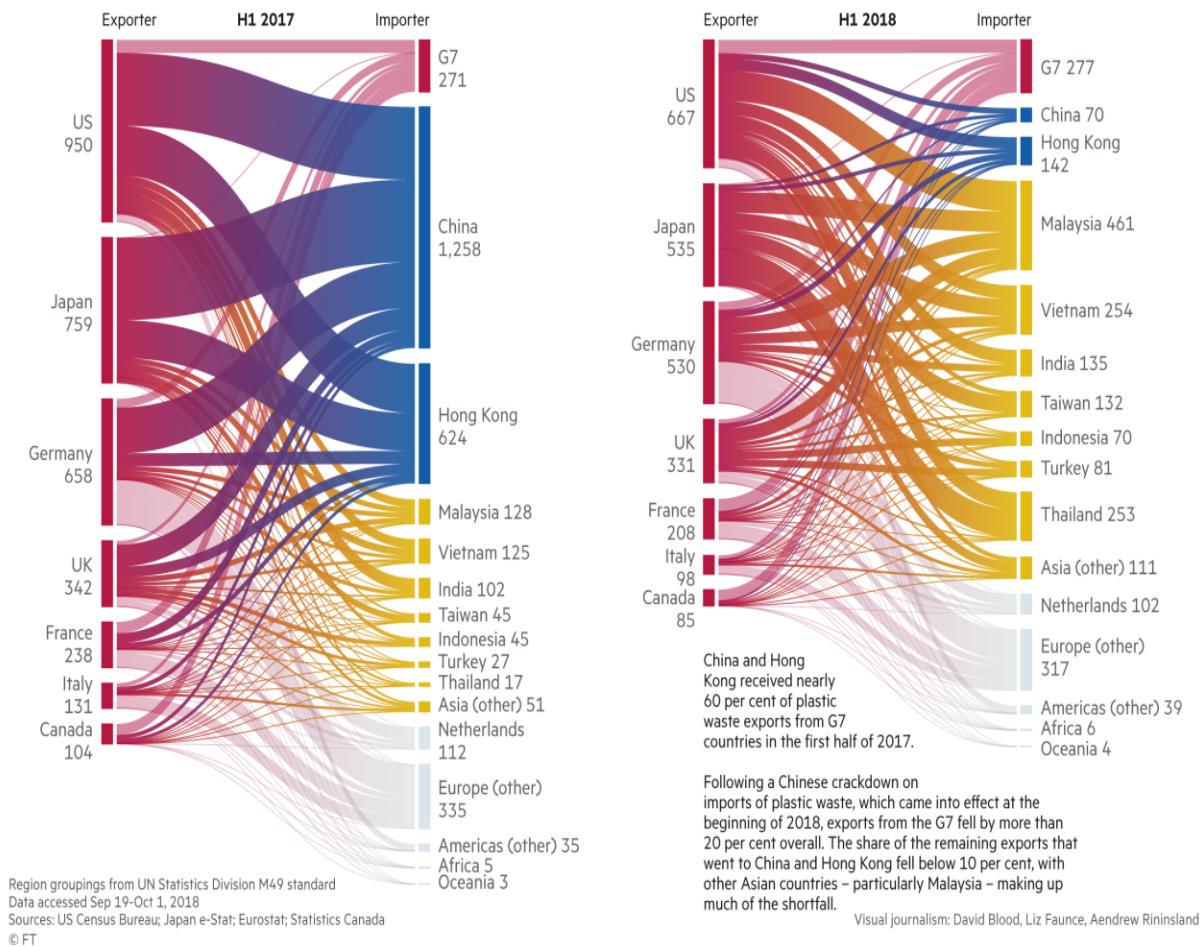 Exporter
H1 2017
Importer
US
950
Japan
759
Germany
658
UK
342
France
238
Italy
131
Canada
104
G7
271
China
1,258
Hong Kong
624
Malaysia 128
Vietnam 125
India 102
Taiwan 45
Indonesia 45
Turkey 27
Thailand 17
Asia (other) 51
Netherlands
112
Europe (other)
335
Americas (other) 35
Africa 5
Oceania 3
Exporter
H1 2018
Importer
US
667
Japan
535
Germany
530
UK
331
France
208
Italy
98
Canada
85
G7 277
China 70
Hong Kong
142
Malaysia 461
Vietnam 254
India 135
Taiwan 132
Indonesia 70
Turkey 81
Thailand 253
Asia (other) 111
Netherlands 102
Europe (other)
317
Americas (other) 39
Africa 6
Oceania 4
China and Hong
Kong received nearly
60 per cent of plastic
waste exports from G7
countries in the first half of 2017.
Following a Chinese crackdown on
imports of plastic waste, which came into effect at the
beginning of 2018, exports from the G7 fell by more than
20 per cent overall. The share of the remaining exports that
went to China and Hong Kong fell below 10 per cent, with
other Asian countries – particularly Malaysia – making up
much of the shortfall.
Region groupings from UN Statistics Division M49 standard
Data accessed Sep 19-Oct 1, 2018
Sources: US Census Bureau; Japan e-Stat; Eurostat; Statistics Canada
© FT
Visual journalism: David Blood, Liz Faunce, Aendrew Rininsland